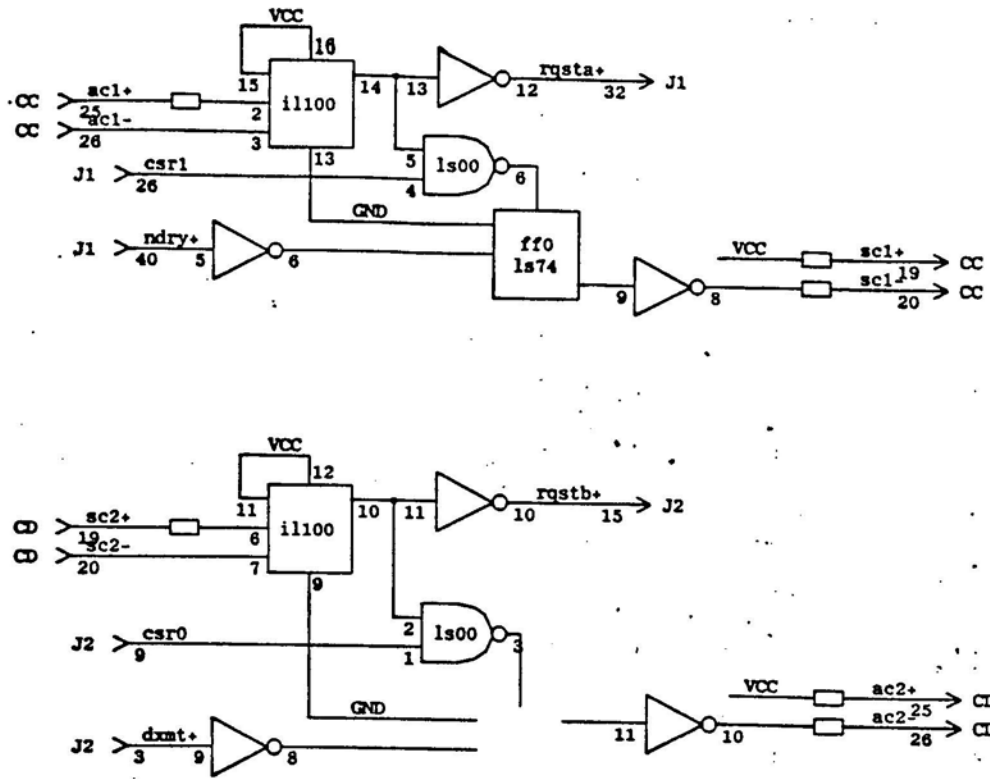 VCC
16
15
14
13
12
rqsta+
32
J1
CC
ac1+
25
2
il100
CC
ac1-
26
3
13
J1
csr1
26
5
4
ls00
6
GND
J1
ndry+
40
5
6
ff0
ls74
9
8
VCC
sc1+
19
CC
sc1-
20
CC
VCC
12
11
10
11
10
rqstb+
15
J2
CD
sc2+
19
6
il100
CD
sc2-
20
7
9
J2
csr0
9
2
1
ls00
3
GND
J2
dxmt+
3
9
8
11
10
VCC
ac2+
25
ac2-
26